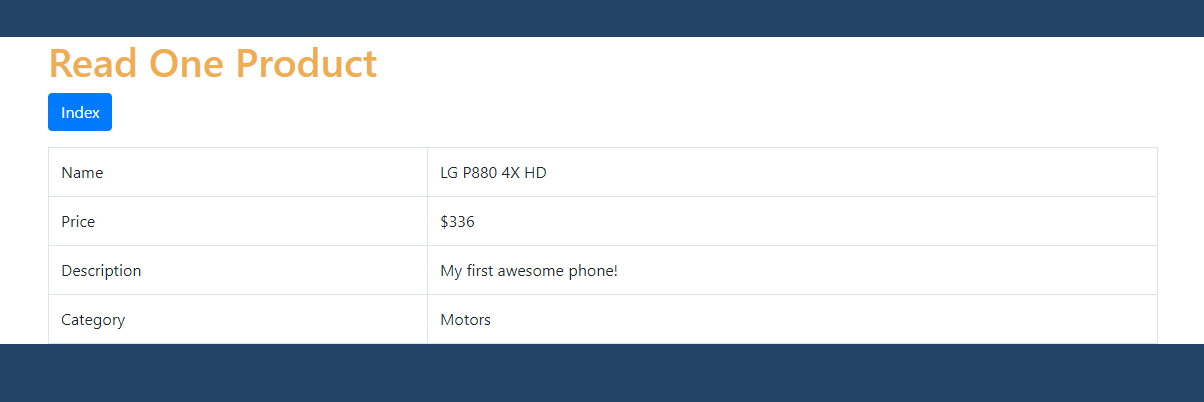 Read One Product
Index
Name LG P880 4X HD
Price $336
Description My first awesome phone!
Category Motors